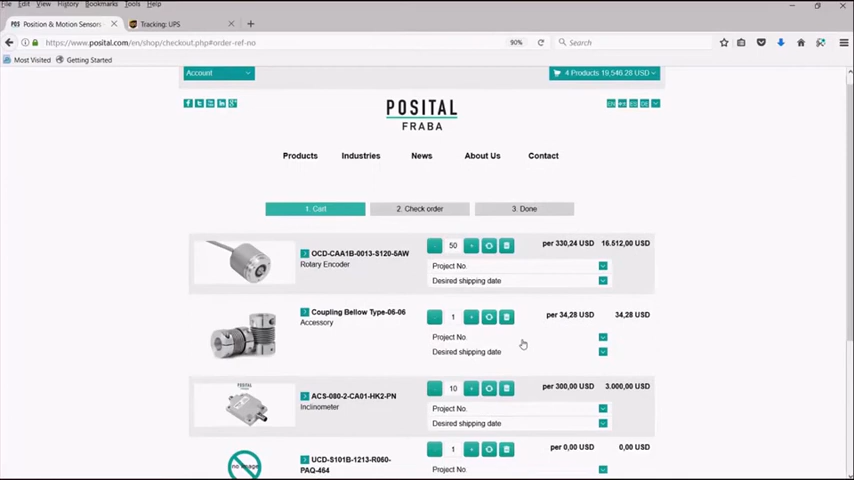 File Edit View History Bookmarks Tools Help
Position & Motion Sensors
Tracking: UPS
https://www.posital.com/en/shop/checkout.php#order-ref-no
90%
Search
Most Visited
Getting Started
Account
4 Products 19,546.28 USD
POSITAL
FRABA
Products
Industries
News
About Us
Contact
1. Cart
2. Check order
3. Done
OCD-CAA1B-0013-S120-5AW
Rotary Encoder
50
per 330,24 USD
16.512,00 USD
Project No.
Desired shipping date
Coupling Bellow Type-06-06
Accessory
1
per 34,28 USD
34,28 USD
Project No.
Desired shipping date
POSITAL
ACS-080-2-CA01-HK2-PN
Inclinometer
10
per 300,00 USD
3.000,00 USD
Project No.
Desired shipping date
no image
UCD-S101B-1213-R060-
PAQ-464
1
per 0,00 USD
0,00 USD
Project No.